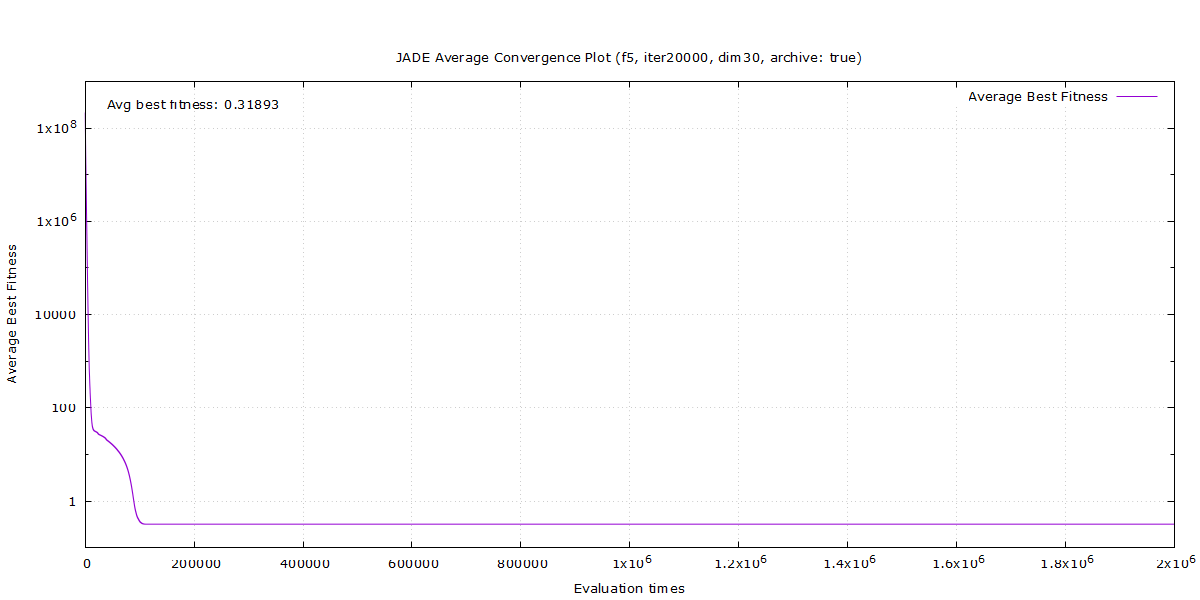 JADE Average Convergence Plot (f5, iter20000, dim30, archive: true)
Avg best fitness: 0.31893
Average Best Fitness
1x10^8
1x10^6
10000
100
1
Average Best Fitness
0 200000 400000 600000 800000 1x10^6 1.2x10^6 1.4x10^6 1.6x10^6 1.8x10^6 2x10^6
Evaluation times